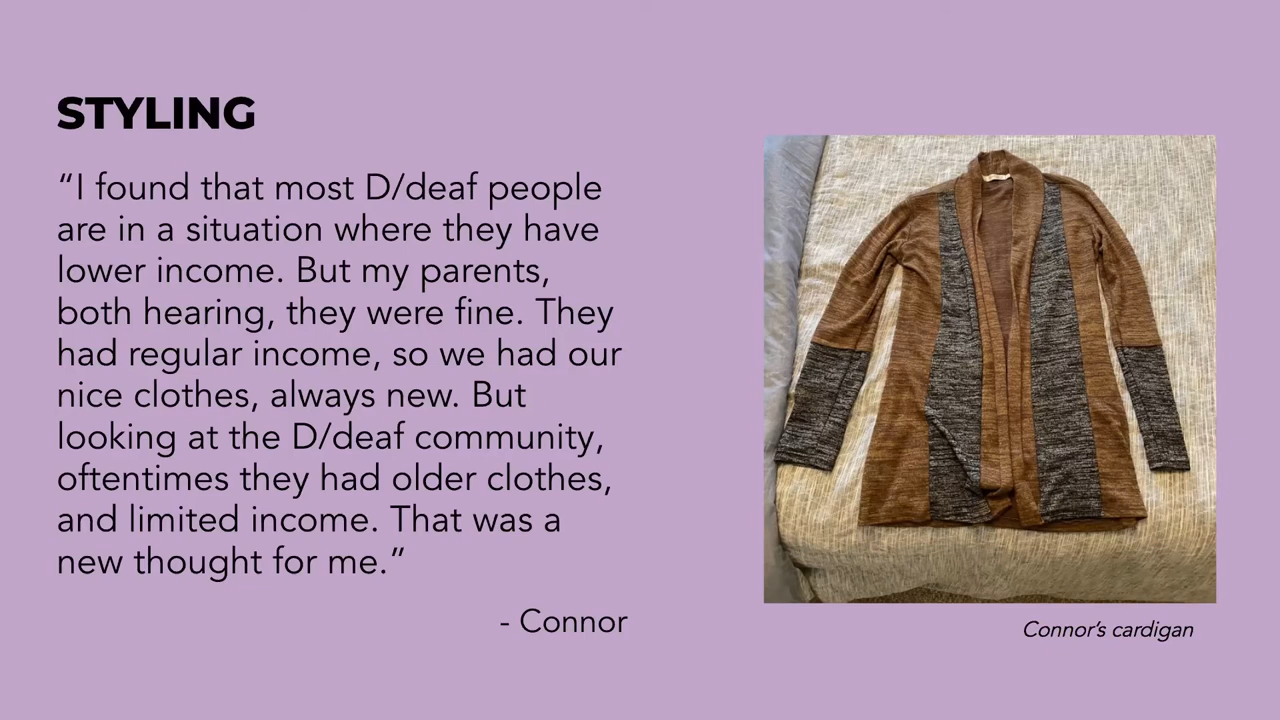 STYLING
“I found that most D/deaf people
are in a situation where they have
lower income. But my parents,
both hearing, they were fine. They
had regular income, so we had our
nice clothes, always new. But
looking at the D/deaf community,
oftentimes they had older clothes,
and limited income. That was a
new thought for me.”
- Connor
Connor’s cardigan